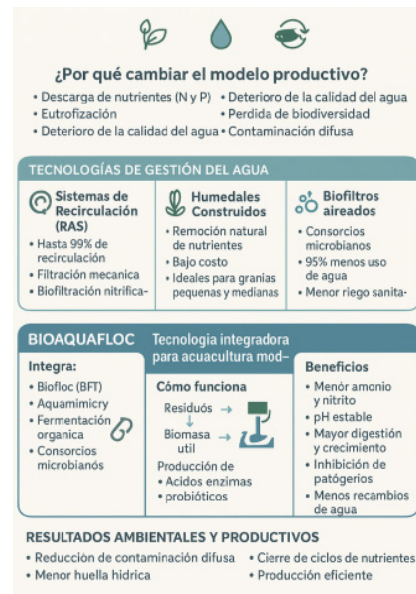 ¿Por qué cambiar el modelo productivo?
• Descarga de nutrientes (N y P)
• Eutrofización
• Deterioro de la calidad del agua
• Deterioro de la calidad del agua
• Perdida de biodiversidad
• Contaminación difusa
TECNOLOGÍAS DE GESTIÓN DEL AGUA
Sistemas de
Recirculación
(RAS)
• Hasta 99% de
recirculación
• Filtración mecanica
• Biofiltración nitrifica-
Humedales
Construidos
• Remoción natural
de nutrientes
• Bajo costo
• Ideales para granias
pequenas y medianas
Biofiltros
aireados
• Consorcios
microbianos
• 95% menos uso
de agua
• Menor riego sanita-
BIOAQUAFLOC
Tecnologia integradora
para acuacultura mod–
Integra:
• Biofloc (BFT)
• Aquamimicry
• Fermentación
organica
• Consorcios
microbianós
Cómo funciona
Residuós →
↓
Biomasa →
util
Producción de
• Acidos enzimas
• probióticos
Beneficios
• Menór amonio
y nitrito
• pH estable
• Mayor digestión
y crecimiento
• Inhibición de
patógerios
• Menos recambios
de agua
RESULTADOS AMBIENTALES Y PRODUCTIVOS
• Reducción de contaminación difusa
• Menor huella hidrica
• Cierre de ciclos de nutrientes
• Producción eficiente